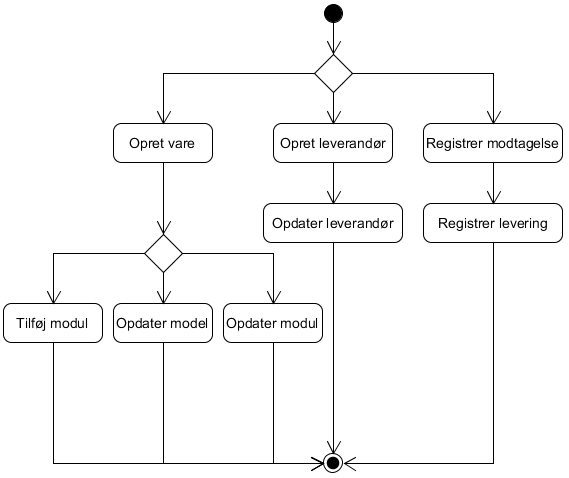 Opret vare
Opret leverandør
Registrer modtagelse
Opdater leverandør
Registrer levering
Tilføj modul
Opdater model
Opdater modul